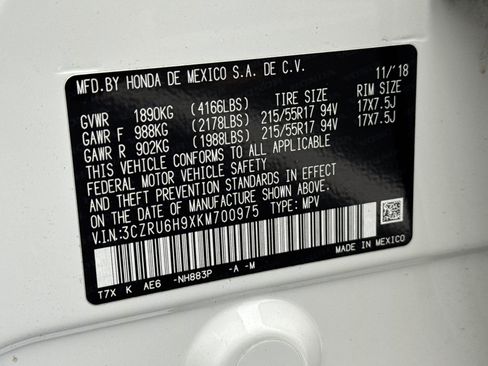 MFD.BY HONDA DE MEXICO S.A. DE C.V. 11/'18
GVWR 1890KG (4166LBS) TIRE SIZE RIM SIZE
GAWR F 988KG (2178LBS) 215/55R17 94V 17X7.5J
GAWR R 902KG (1988LBS) 215/55R17 94V 17X7.5J
THIS VEHICLE CONFORMS TO ALL APPLICABLE
FEDERAL MOTOR VEHICLE SAFETY
AND THEFT PREVENTION STANDARDS IN EFFECT
ON THE DATE OF MANUFACTURE SHOWN ABOVE.
V.I.N:3CZRU6H9XKM700975 TYPE: MPV
T7X K AE6 -NH883P -A -M
MADE IN MEXICO